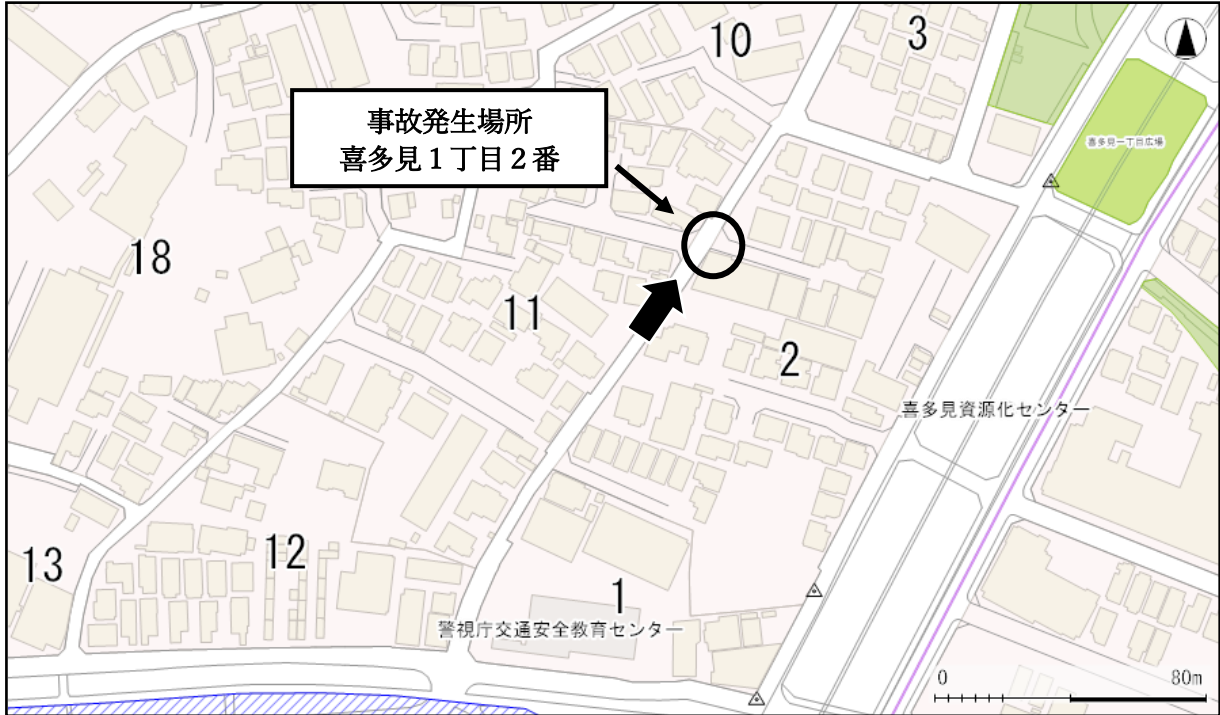 10
3
事故発生場所
喜多見１丁目２番
喜多見一丁目広場
18
11
2
喜多見資源化センター
13
12
1
警視庁交通安全教育センター
0
80m